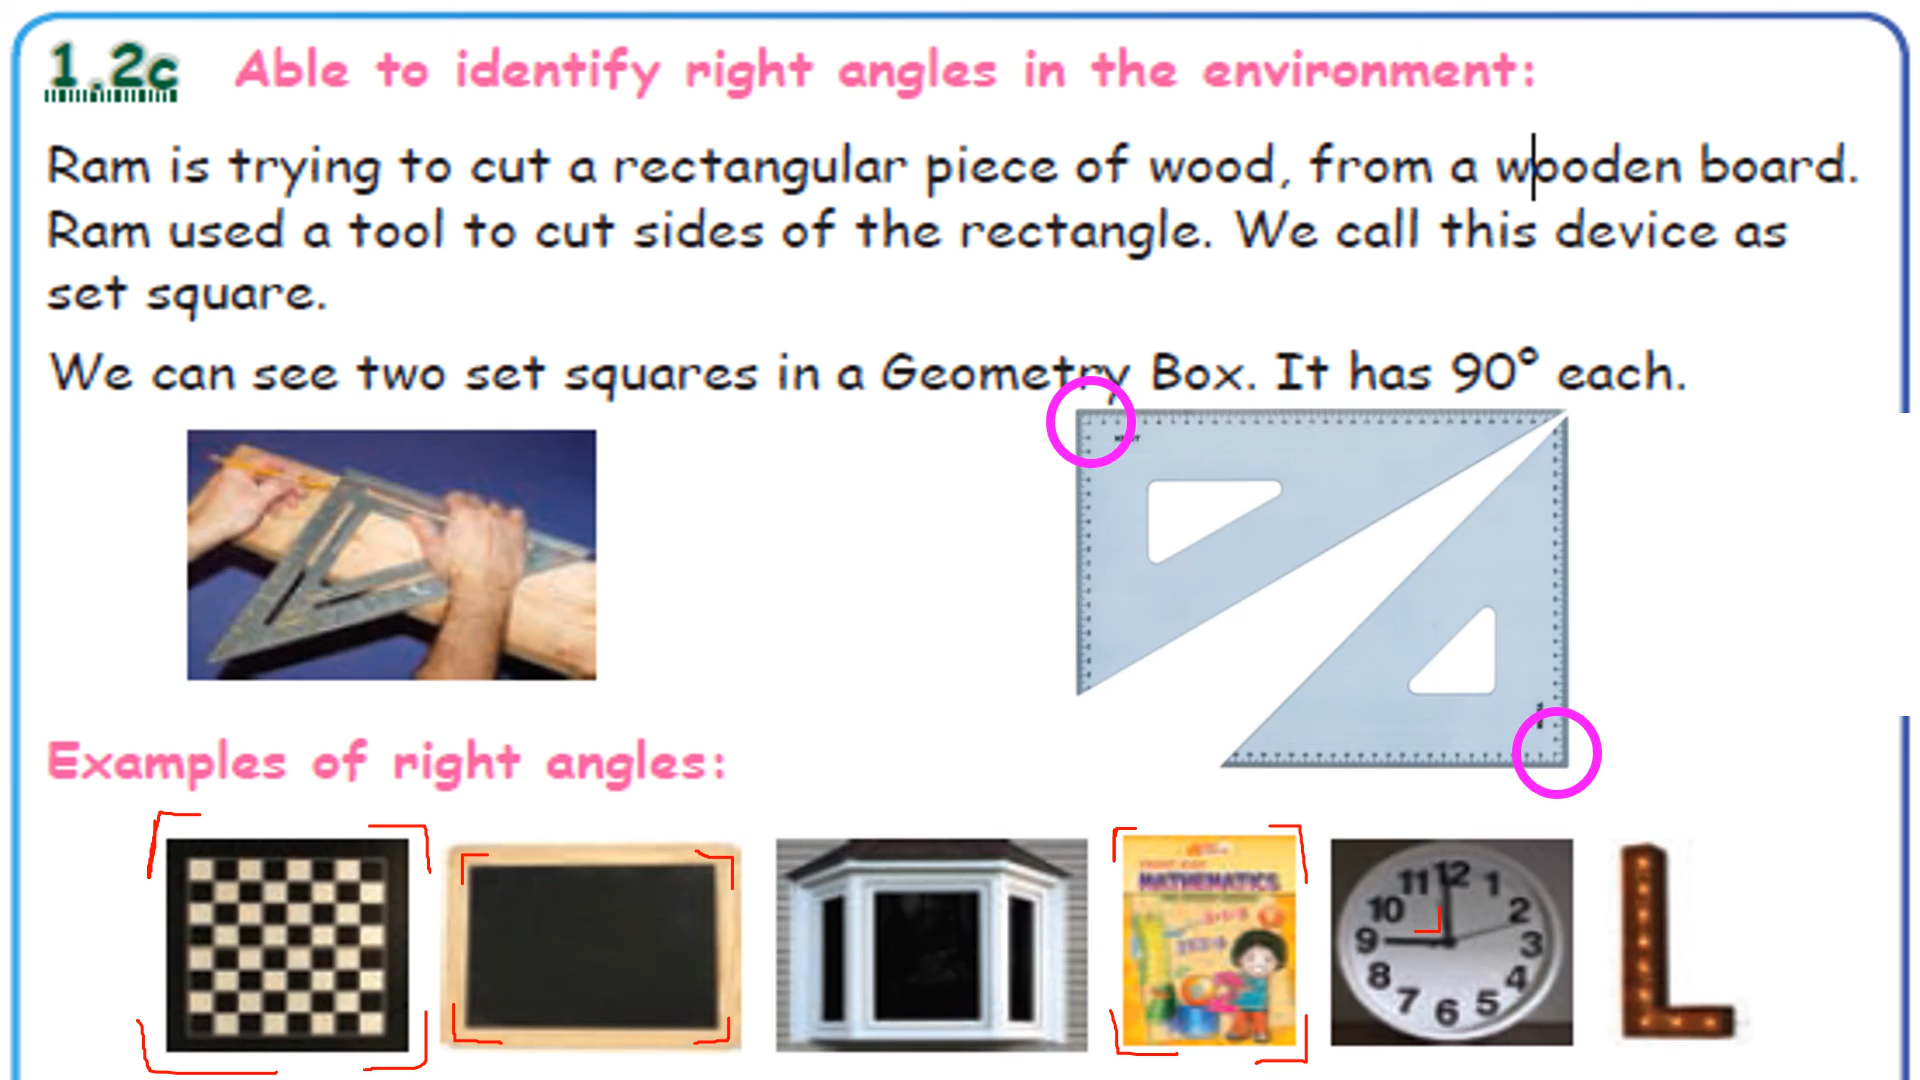 1.2c Able to identify right angles in the environment:
Ram is trying to cut a rectangular piece of wood, from a wooden board.
Ram used a tool to cut sides of the rectangle. We call this device as
set square.
We can see two set squares in a Geometry Box. It has 90° each.
Examples of right angles:
MATHEMATICS
11 12 1
10 2
9 3
8 4
7 6 5
L